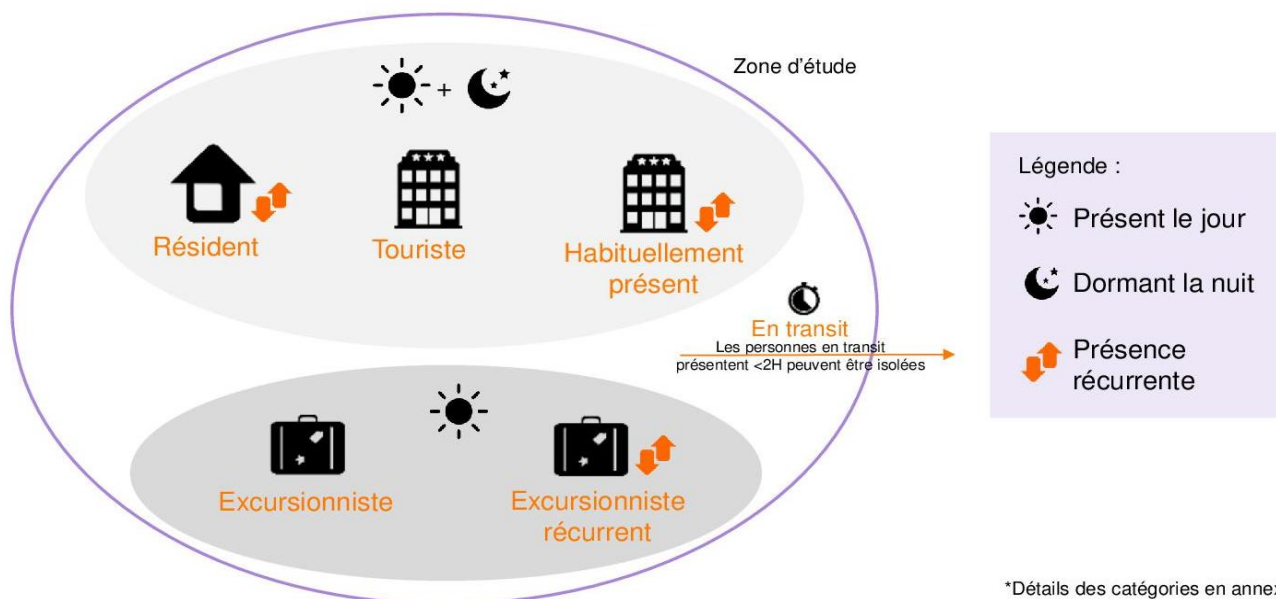 Zone d'étude
+
Résident
Touriste
Habituellement
présent
En transit
Les personnes en transit
présentent <2H peuvent être isolées
Excursionniste
Excursionniste
récurrent
Légende :
Présent le jour
Dormant la nuit
Présence
récurrente
*Détails des catégories en annex